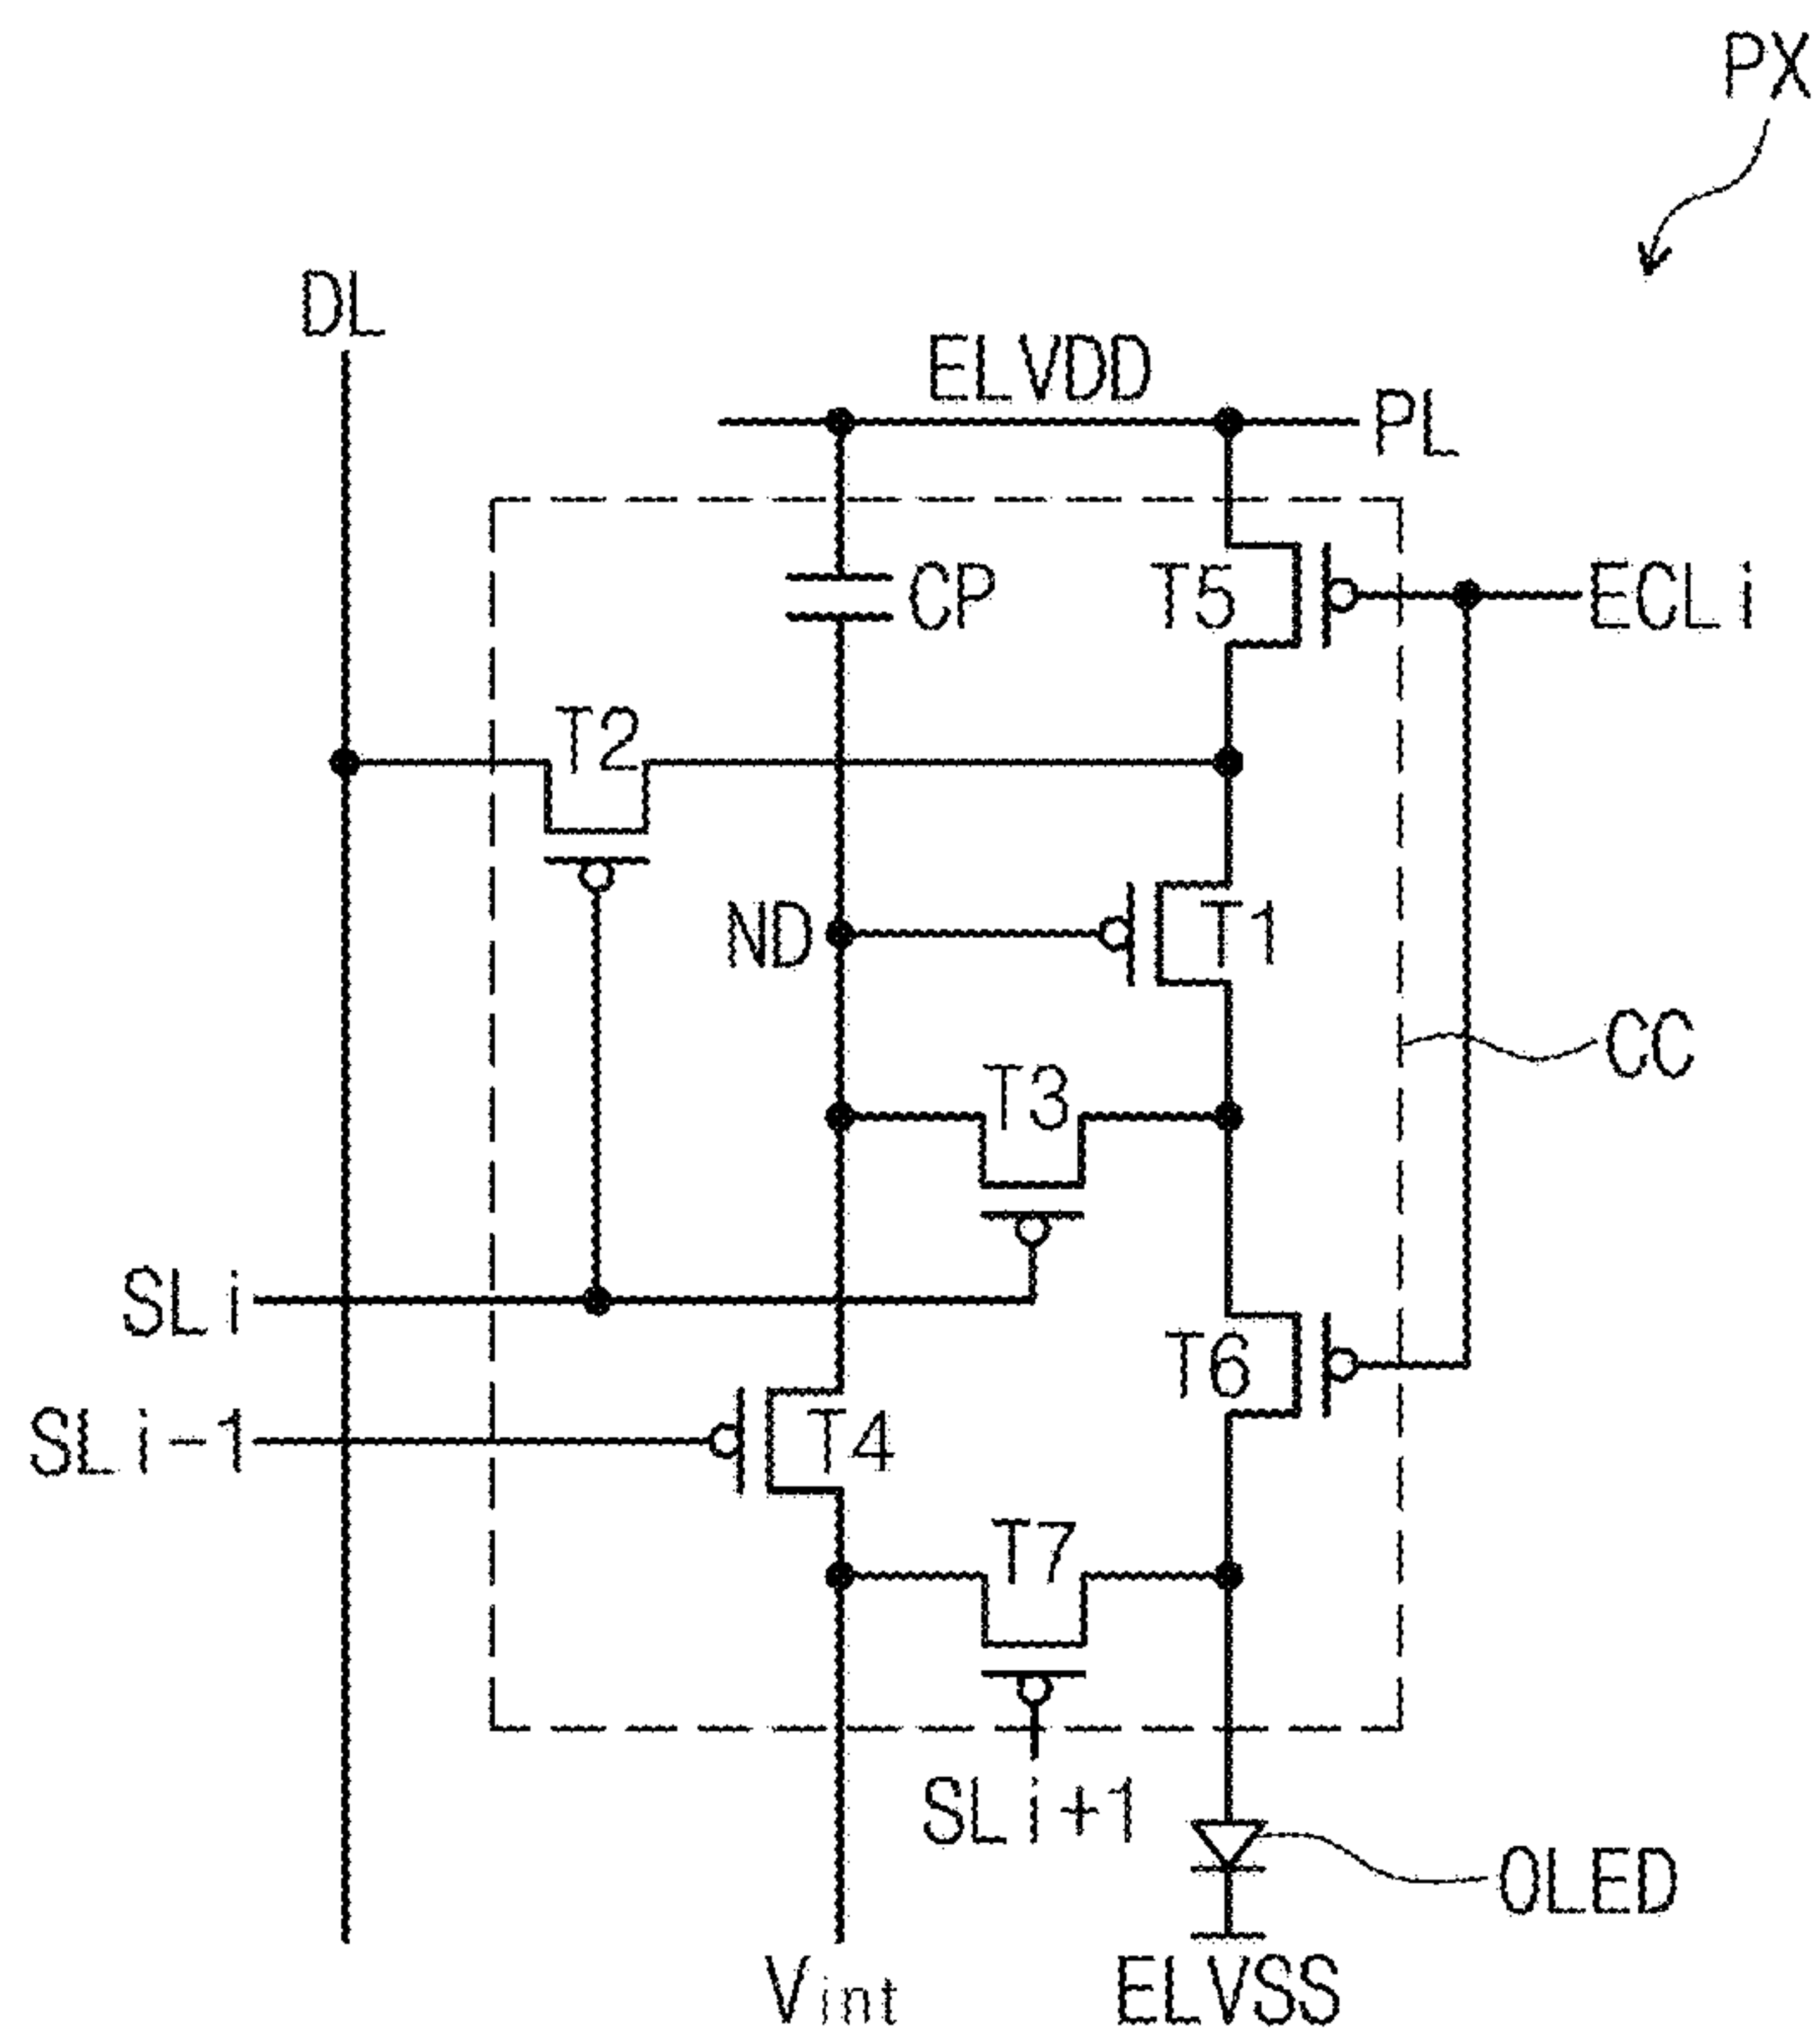 PX
DL
ELVDD
PL
CP
T5
ECLi
T2
ND
T1
CC
T3
SLi
T6
SLi-1
T4
T7
SLi+1
OLED
Vint
ELVSS